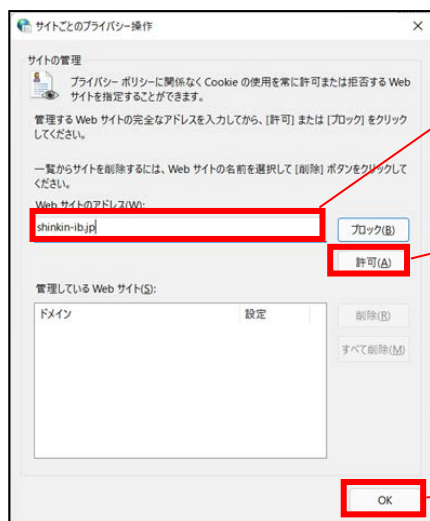 サイトごとのプライバシー操作
サイトの管理
プライバシー ポリシーに関係なく Cookie の使用を常に許可または拒否する Web
サイトを指定することができます。
管理する Web サイトの完全なアドレスを入力してから、[許可] または [ブロック] をクリック
してください。
一覧からサイトを削除するには、Web サイトの名前を選択して [削除] ボタンをクリックして
ください。
Web サイトのアドレス(W):
shinkin-ib.jp
ブロック(B)
許可(A)
管理している Web サイト(S):
ドメイン 設定
削除(R)
すべて削除(M)
OK